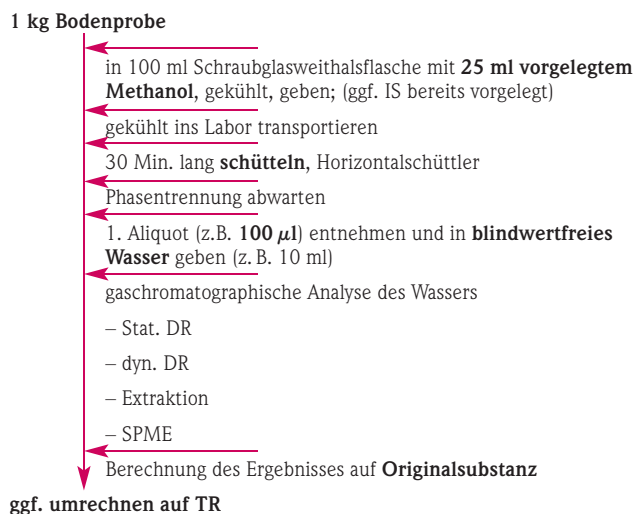 1 kg Bodenprobe
in 100 ml Schraubglasweithalsflasche mit 25 ml vorgelegtem
Methanol, gekühlt, geben; (ggf. IS bereits vorgelegt)
gekühlt ins Labor transportieren
30 Min. lang schütteln, Horizontalschüttler
Phasentrennung abwarten
1. Aliquot (z.B. 100 µl) entnehmen und in blindwertfreies
Wasser geben (z. B. 10 ml)
gaschromatographische Analyse des Wassers
– Stat. DR
– dyn. DR
– Extraktion
– SPME
Berechnung des Ergebnisses auf Originalsubstanz
ggf. umrechnen auf TR